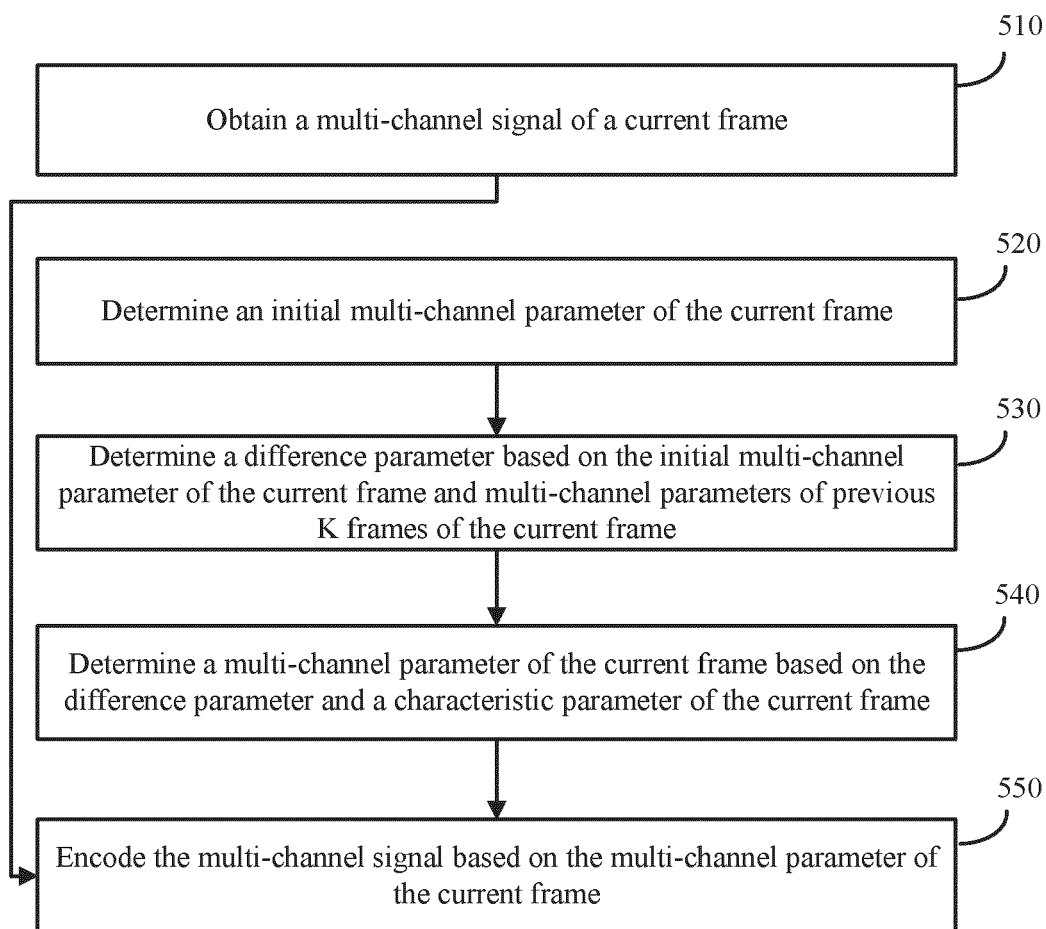 510
Obtain a multi-channel signal of a current frame
520
Determine an initial multi-channel parameter of the current frame
530
Determine a difference parameter based on the initial multi-channel
parameter of the current frame and multi-channel parameters of previous
K frames of the current frame
540
Determine a multi-channel parameter of the current frame based on the
difference parameter and a characteristic parameter of the current frame
550
Encode the multi-channel signal based on the multi-channel parameter of
the current frame